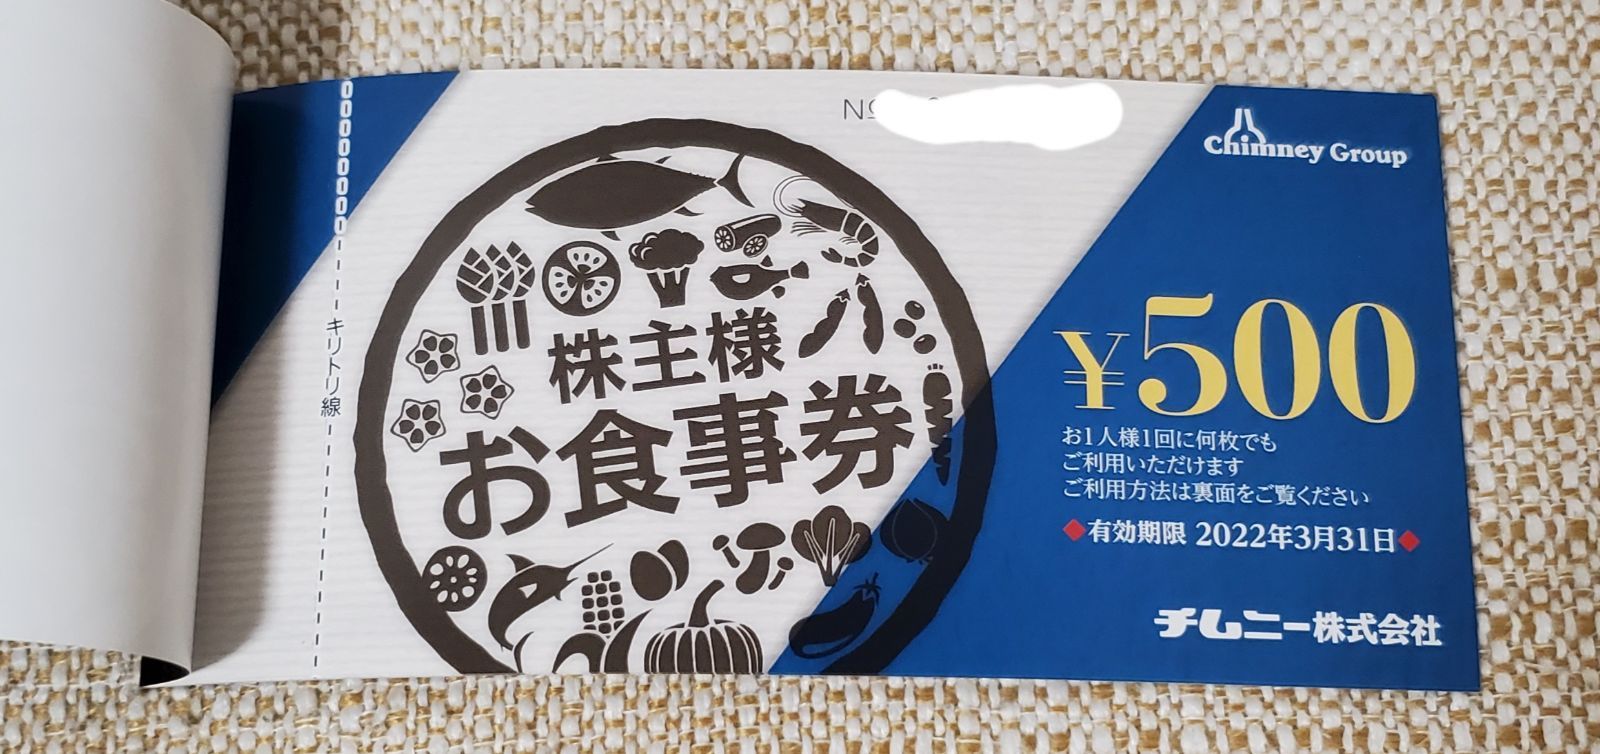 No
Chimney Group
キリトリ線
株主様
お食事券
¥500
お1人様1回に何枚でも
ご利用いただけます
ご利用方法は裏面をご覧ください
◆有効期限 2022年3月31日◆
チムニー株式会社